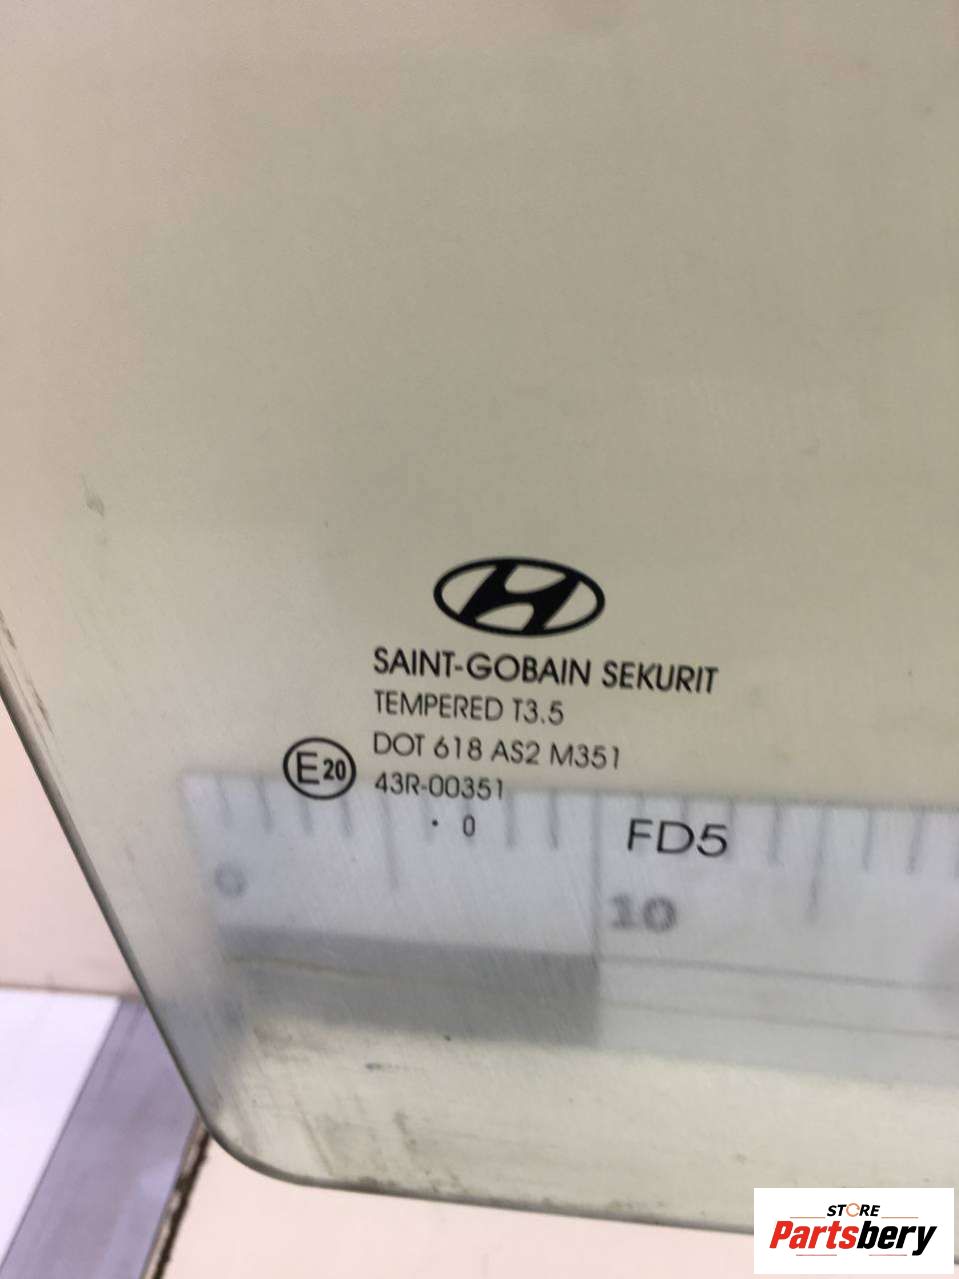 SAINT-GOBAIN SEKURIT
TEMPERED T3.5
DOT 618 AS2 M351
E20 43R-00351
· 0
FD5
0
10
STORE
Partsbery